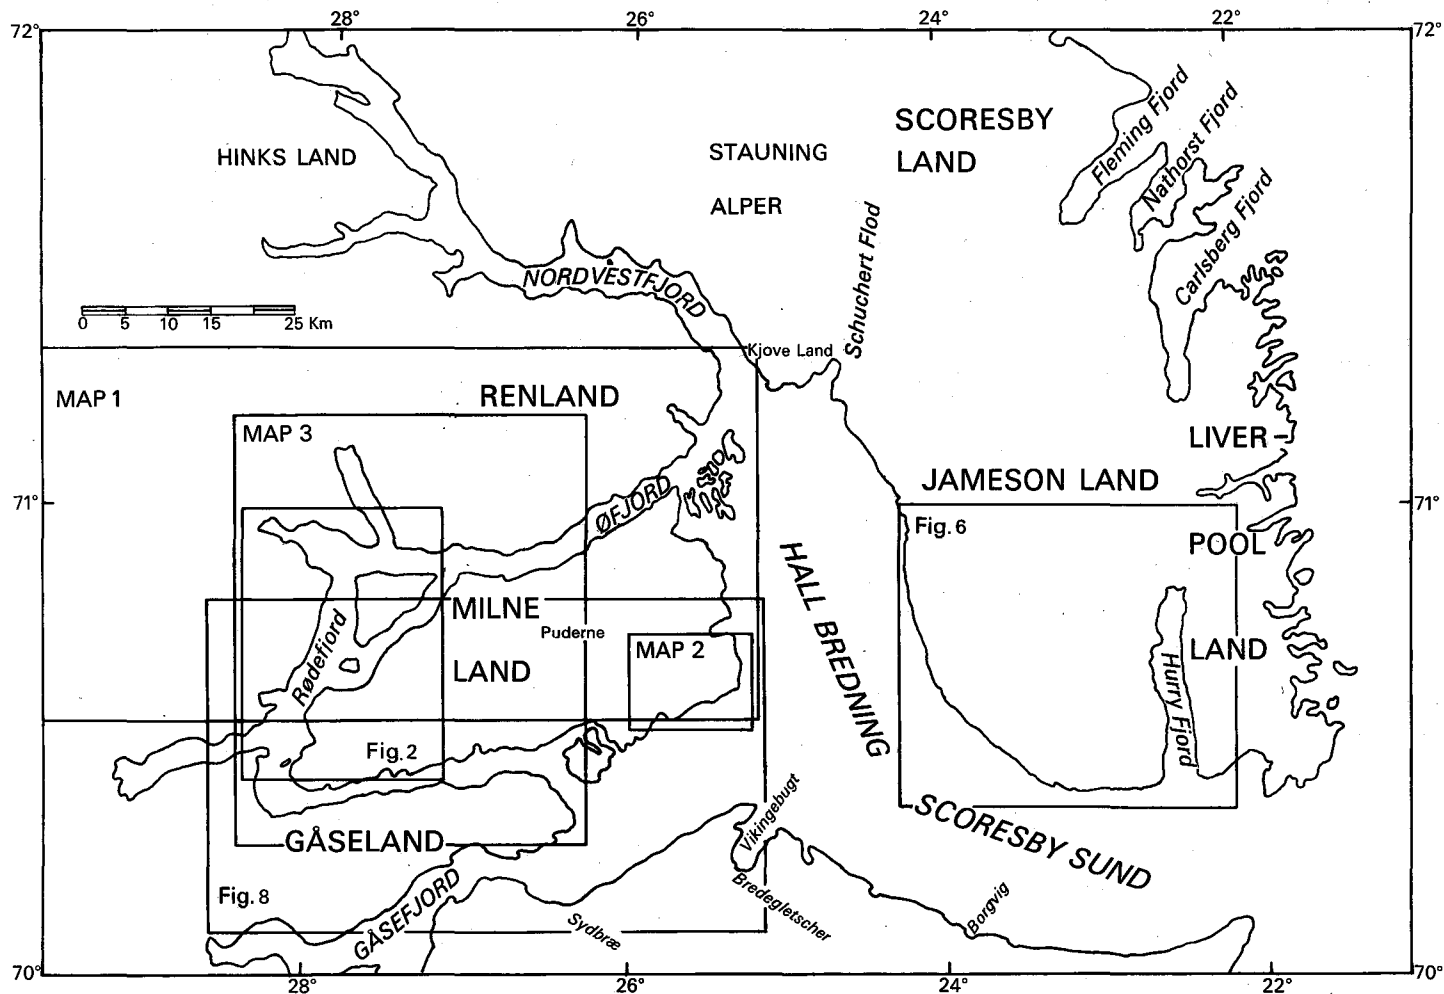 28°
26°
24°
22°
72°
72°
SCORESBY
LAND
Fleming Fjord
Nathorst Fjord
Carlsberg Fjord
HINKS LAND
STAUNING
ALPER
Schuchert Flod
NORDVESTFJORD
0 5 10 15 25 Km
Kjove Land
MAP 1
RENLAND
MAP 3
LIVER-
JAMESON LAND
71°
71°
ØFJORD
Fig. 6
POOL
HALL BREDNING
MILNE
Puderne
LAND
MAP 2
LAND
Rødefjord
Hurry Fjord
Fig. 2
GÅSELAND
Vikingebugt
SCORESBY SUND
Fig. 8
GÅSEFJORD
Sydbræ
Bredegletscher
Borgvig
70°
70°
28°
26°
24°
22°